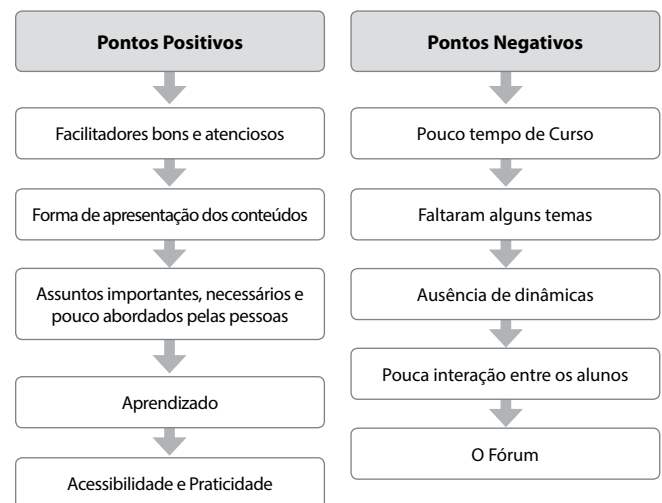 Pontos Positivos
Facilitadores bons e atenciosos
Forma de apresentação dos conteúdos
Assuntos importantes, necessários e
pouco abordados pelas pessoas
Aprendizado
Acessibilidade e Praticidade
Pontos Negativos
Pouco tempo de Curso
Faltaram alguns temas
Ausência de dinâmicas
Pouca interação entre os alunos
O Fórum